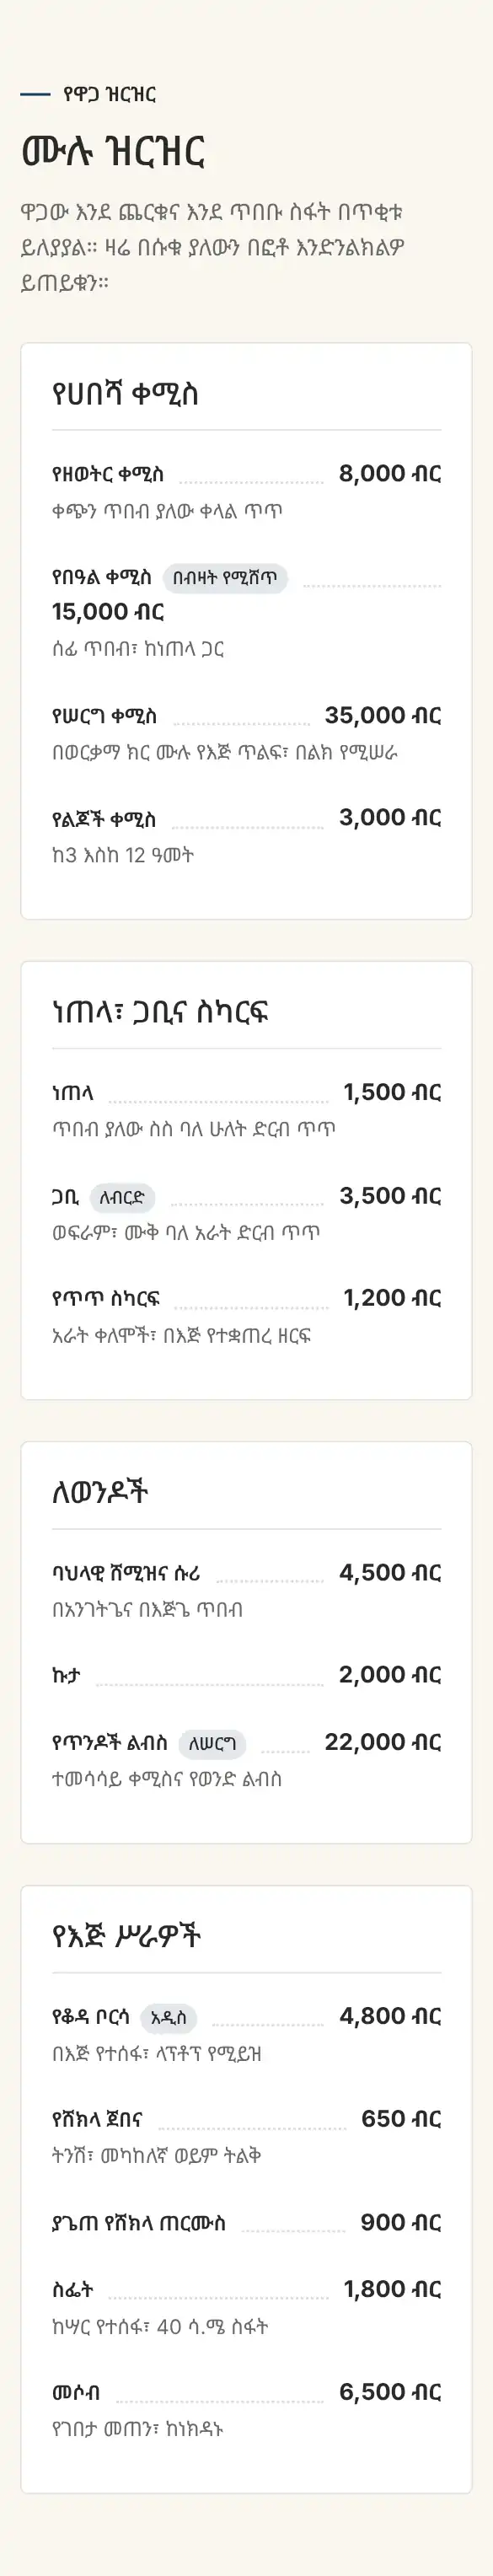 የዋጋ ዝርዝር
ሙሉ ዝርዝር
ዋጋው እንደ ጨርቁና እንደ ጥበቡ ስፋት በጥቂቱ
ይለያያል። ዛሬ በሱቁ ያለውን በፎቶ እንድንልክልዎ
ይጠይቁን።
የሀበሻ ቀሚስ
የዘወትር ቀሚስ 8,000 ብር
ቀጭን ጥበብ ያለው ቀላል ጥጥ
የበዓል ቀሚስ በብዛት የሚሸጥ
15,000 ብር
ሰፊ ጥበብ፣ ከነጠላ ጋር
የሠርግ ቀሚስ 35,000 ብር
በወርቃማ ክር ሙሉ የእጅ ጥልፍ፣ በልክ የሚሠራ
የልጆች ቀሚስ 3,000 ብር
ከ3 እስከ 12 ዓመት
ነጠላ፣ ጋቢና ስካርፍ
ነጠላ 1,500 ብር
ጥበብ ያለው ስስ ባለ ሁለት ድርብ ጥጥ
ጋቢ ለብርድ 3,500 ብር
ወፍራም፣ ሙቅ ባለ አራት ድርብ ጥጥ
የጥጥ ስካርፍ 1,200 ብር
አራት ቀለሞች፣ በእጅ የተቋጠረ ዘርፍ
ለወንዶች
ባህላዊ ሸሚዝና ሱሪ 4,500 ብር
በአንገትጌና በእጅጌ ጥበብ
ኩታ 2,000 ብር
የጥንዶች ልብስ ለሠርግ 22,000 ብር
ተመሳሳይ ቀሚስና የወንድ ልብስ
የእጅ ሥራዎች
የቆዳ ቦርሳ አዲስ 4,800 ብር
በእጅ የተሰፋ፣ ላፕቶፕ የሚይዝ
የሸክላ ጀበና 650 ብር
ትንሽ፣ መካከለኛ ወይም ትልቅ
ያጌጠ የሸክላ ጠርሙስ 900 ብር
ስፌት 1,800 ብር
ከሣር የተሰፋ፣ 40 ሳ.ሜ ስፋት
መሶብ 6,500 ብር
የገበታ መጠን፣ ከነክዳኑ